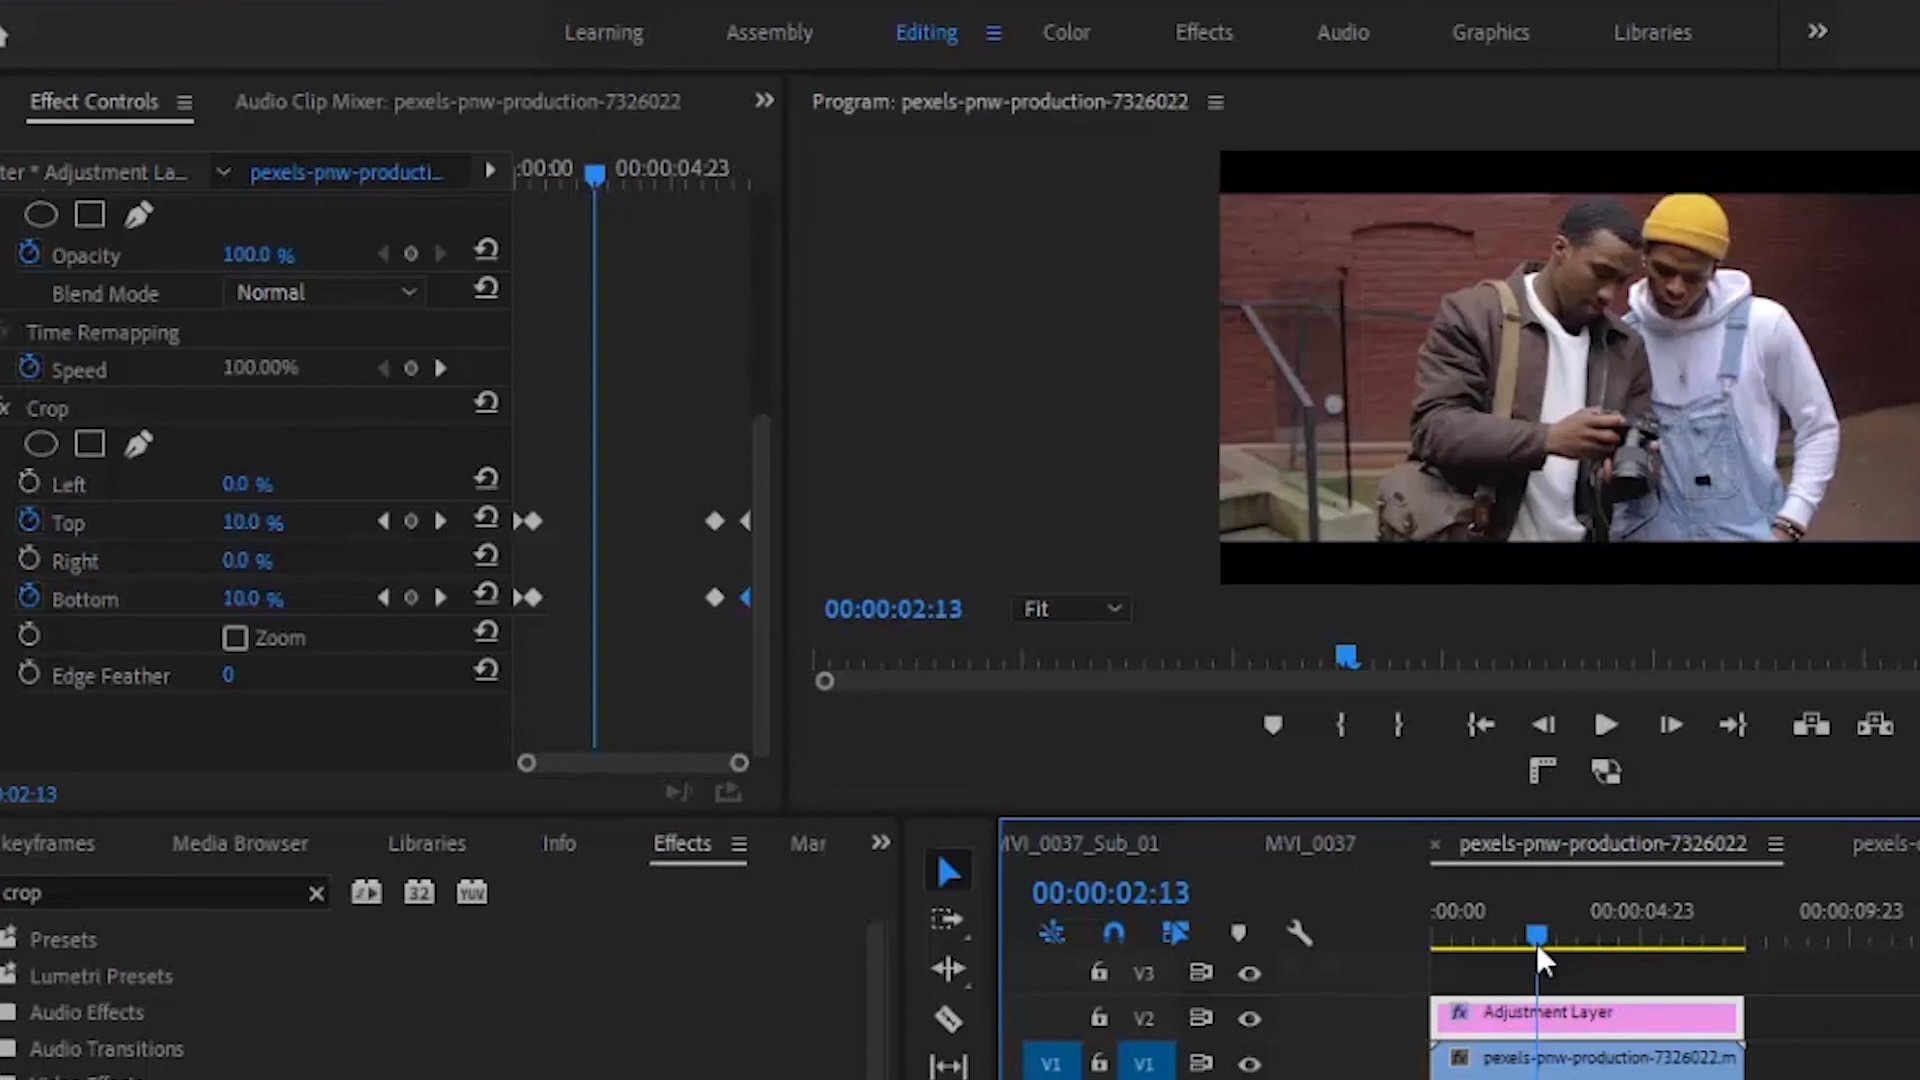 Learning Assembly Editing Color Effects Audio Graphics Libraries
Effect Controls Audio Clip Mixer: pexels-pnw-production-7326022
Program: pexels-pnw-production-7326022
ter * Adjustment La... pexels-pnw-producti...
:00:00 00:00:04:23
Opacity 100.0 %
Blend Mode Normal
Time Remapping
Speed 100.00%
Crop
Left 0.0 %
Top 10.0 %
Right 0.0 %
Bottom 10.0 %
Zoom
Edge Feather 0
:02:13
00:00:02:13 Fit
keyframes Media Browser Libraries Info Effects Mar
crop
32 YUV
Presets
Lumetri Presets
Audio Effects
Audio Transitions
MVI_0037_Sub_01 MVI_0037 pexels-pnw-production-7326022 pexels-
00:00:02:13
:00:00 00:00:04:23 00:00:09:23
V3
V2
fx Adjustment Layer
V1 V1
fx pexels-pnw-production-7326022.m